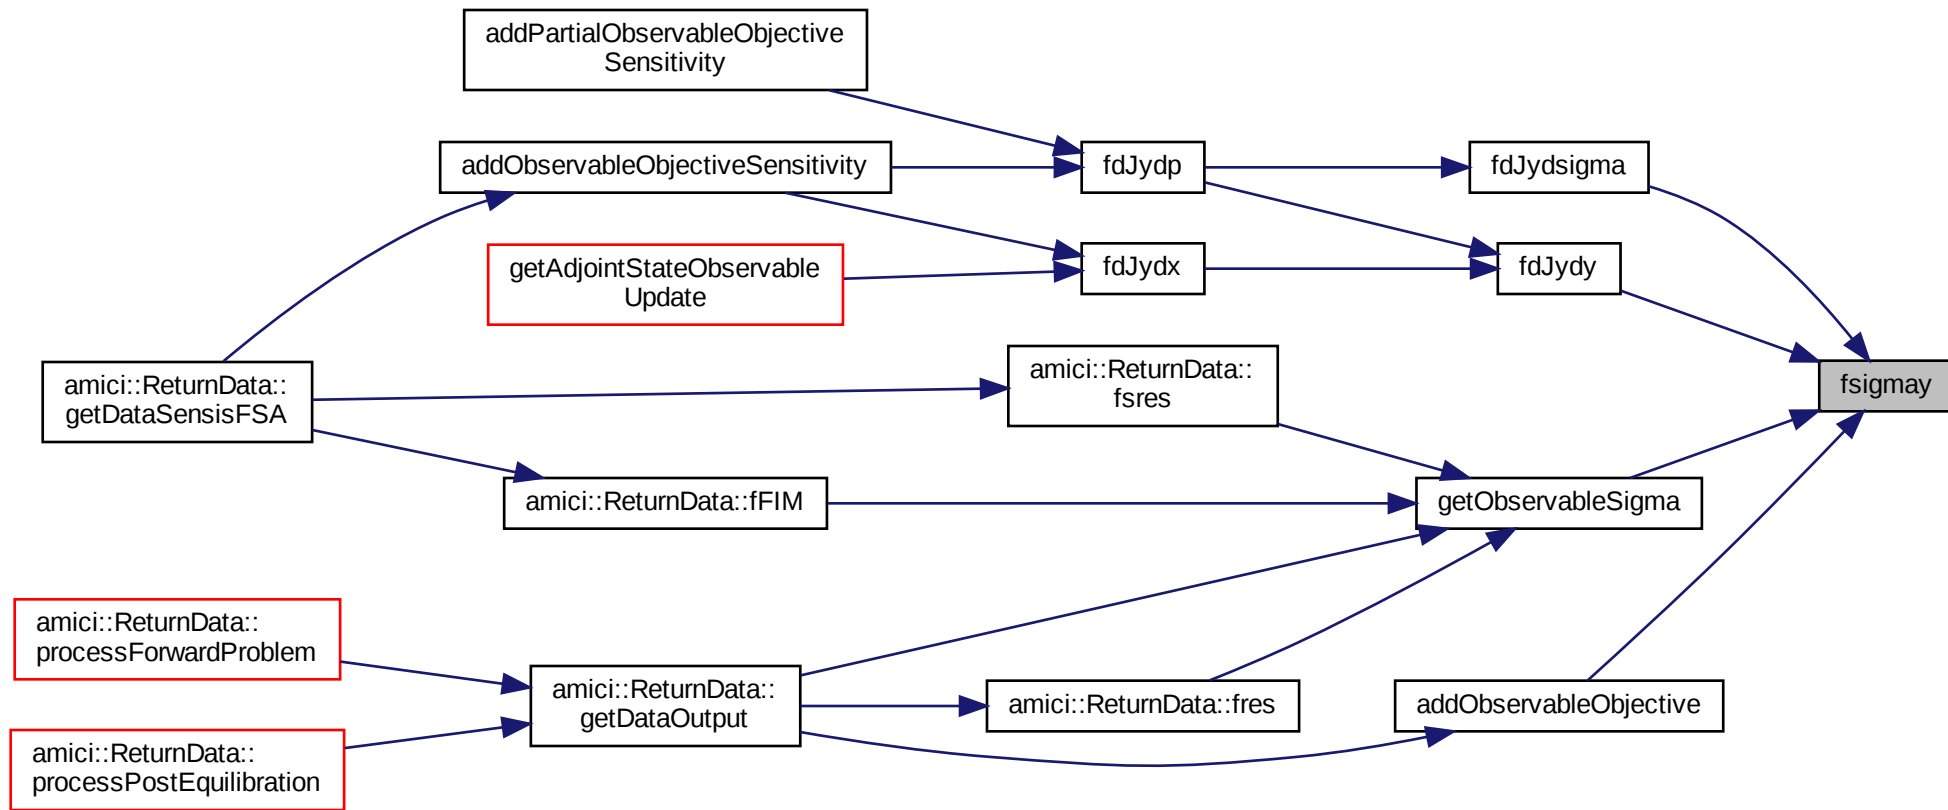 addPartialObservableObjective
Sensitivity
addObservableObjectiveSensitivity
fdJydp
fdJydsigma
getAdjointStateObservable
Update
fdJydx
fdJydy
amici::ReturnData::
getDataSensisFSA
amici::ReturnData::
fsres
fsigmay
amici::ReturnData::fFIM
getObservableSigma
amici::ReturnData::
processForwardProblem
amici::ReturnData::
getDataOutput
amici::ReturnData::fres
addObservableObjective
amici::ReturnData::
processPostEquilibration